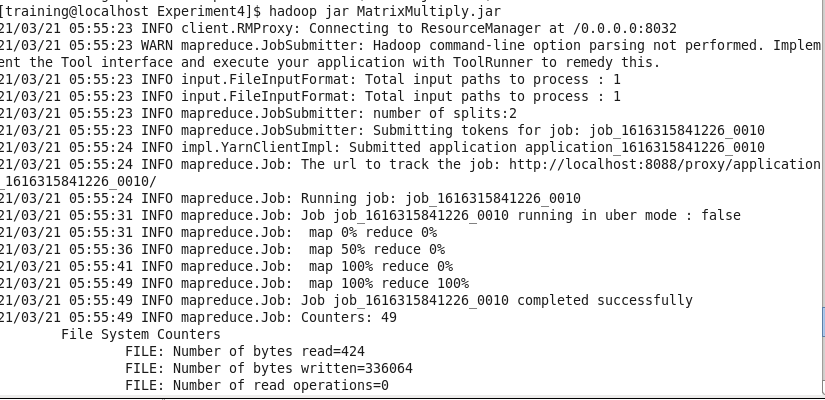 [training@localhost Experiment4]$ hadoop jar MatrixMultiply.jar
21/03/21 05:55:23 INFO client.RMProxy: Connecting to ResourceManager at /0.0.0.0:8032
21/03/21 05:55:23 WARN mapreduce.JobSubmitter: Hadoop command-line option parsing not performed. Implem
ent the Tool interface and execute your application with ToolRunner to remedy this.
21/03/21 05:55:23 INFO input.FileInputFormat: Total input paths to process : 1
21/03/21 05:55:23 INFO input.FileInputFormat: Total input paths to process : 1
21/03/21 05:55:23 INFO mapreduce.JobSubmitter: number of splits:2
21/03/21 05:55:23 INFO mapreduce.JobSubmitter: Submitting tokens for job: job_1616315841226_0010
21/03/21 05:55:24 INFO impl.YarnClientImpl: Submitted application application_1616315841226_0010
21/03/21 05:55:24 INFO mapreduce.Job: The url to track the job: http://localhost:8088/proxy/application
_1616315841226_0010/
21/03/21 05:55:24 INFO mapreduce.Job: Running job: job_1616315841226_0010
21/03/21 05:55:31 INFO mapreduce.Job: Job job_1616315841226_0010 running in uber mode : false
21/03/21 05:55:31 INFO mapreduce.Job:  map 0% reduce 0%
21/03/21 05:55:36 INFO mapreduce.Job:  map 50% reduce 0%
21/03/21 05:55:41 INFO mapreduce.Job:  map 100% reduce 0%
21/03/21 05:55:49 INFO mapreduce.Job:  map 100% reduce 100%
21/03/21 05:55:49 INFO mapreduce.Job: Job job_1616315841226_0010 completed successfully
21/03/21 05:55:49 INFO mapreduce.Job: Counters: 49
File System Counters
FILE: Number of bytes read=424
FILE: Number of bytes written=336064
FILE: Number of read operations=0